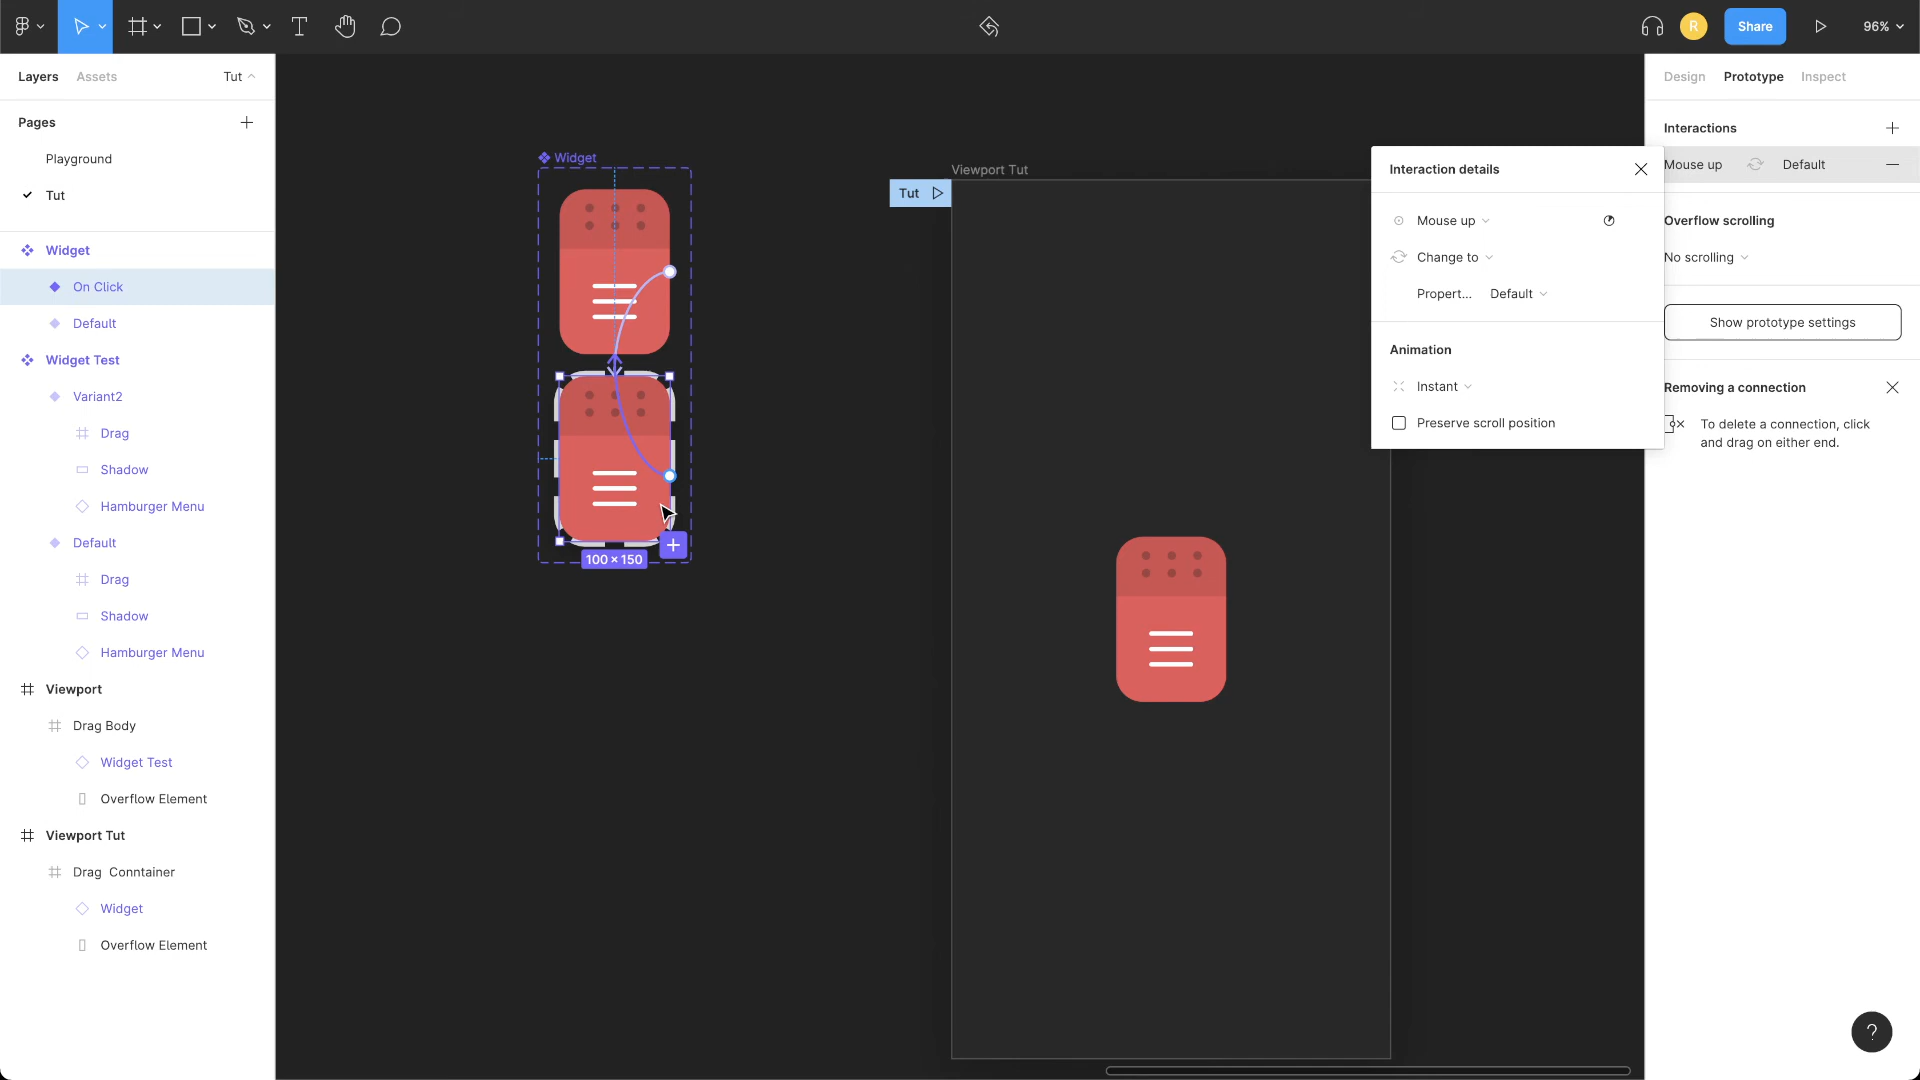 R
Share
96%
Layers
Assets
Tut
Pages
Playground
Tut
Widget
On Click
Default
Widget Test
Variant2
Drag
Shadow
Hamburger Menu
Default
Drag
Shadow
Hamburger Menu
Viewport
Drag Body
Widget Test
Overflow Element
Viewport Tut
Drag Conntainer
Widget
Overflow Element
Widget
100 × 150
Viewport Tut
Tut
Interaction details
Mouse up
Change to
Propert... Default
Animation
Instant
Preserve scroll position
Design
Prototype
Inspect
Interactions
Mouse up
Default
Overflow scrolling
No scrolling
Show prototype settings
Removing a connection
To delete a connection, click
and drag on either end.
?